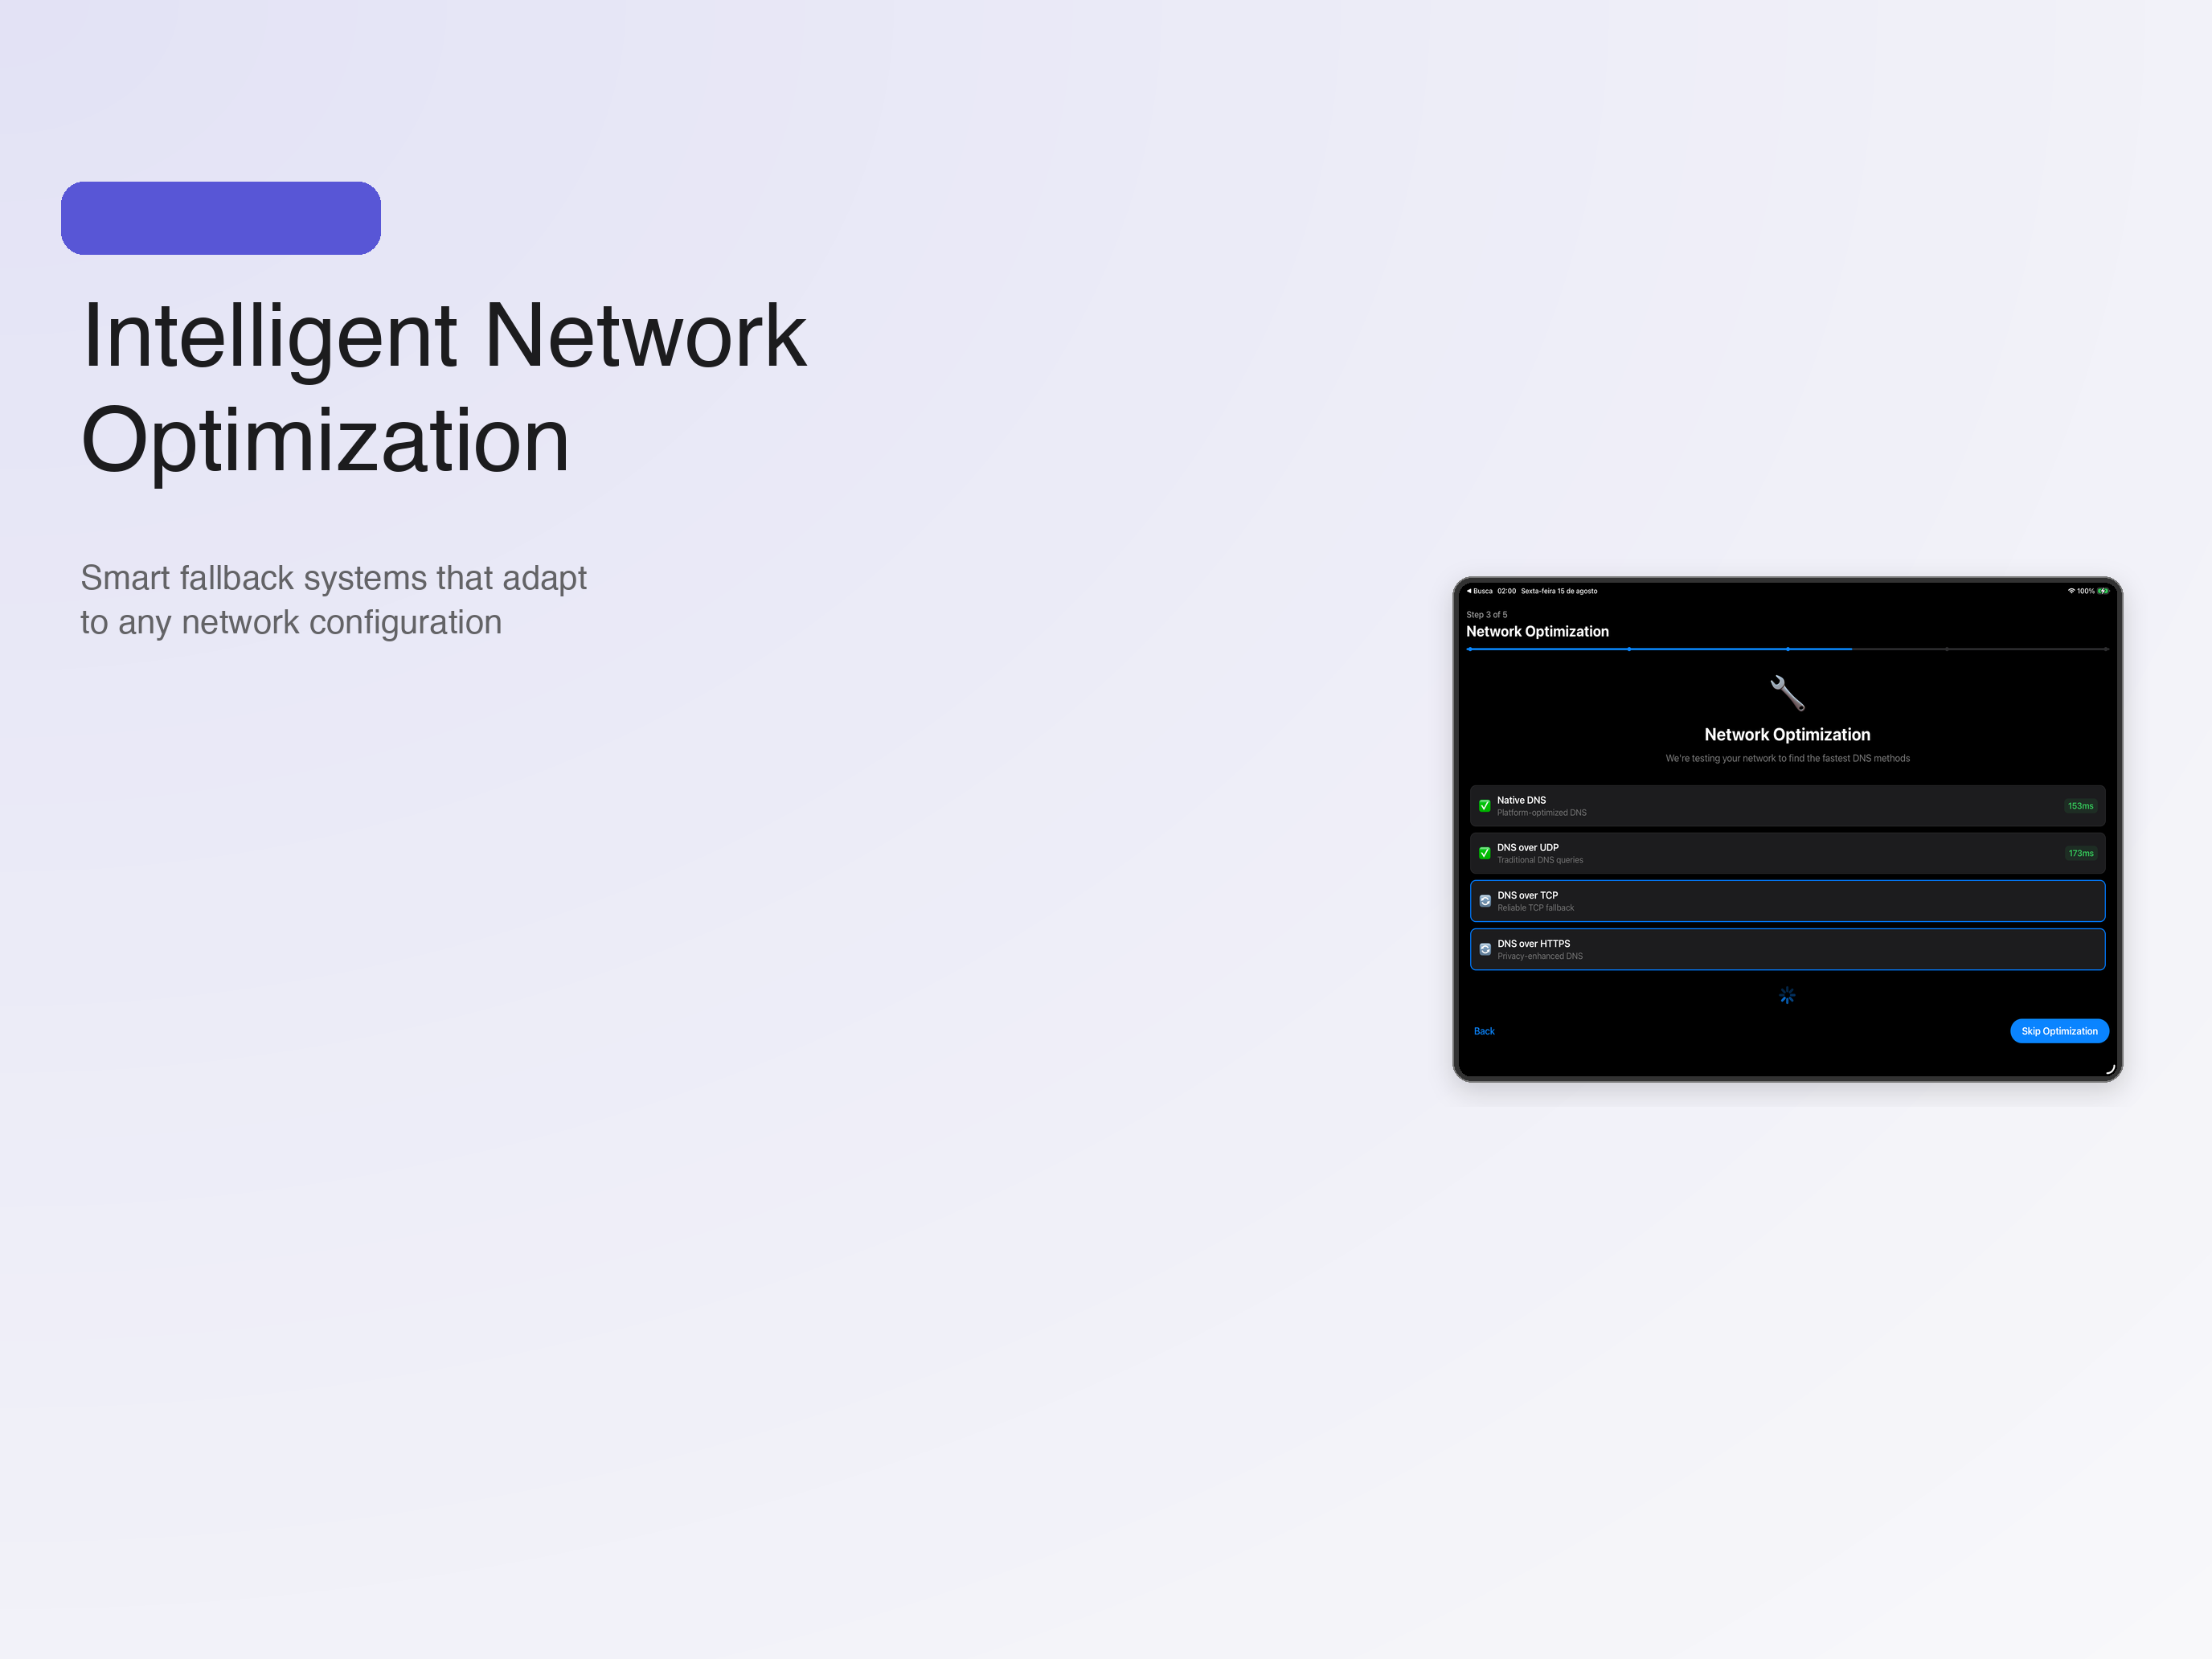 Intelligent Network
Optimization
Smart fallback systems that adapt
to any network configuration
◀ Busca 02:00 Sexta-feira 15 de agosto
100%
Step 3 of 5
Network Optimization
Network Optimization
We're testing your network to find the fastest DNS methods
Native DNS
Platform-optimized DNS
153ms
DNS over UDP
Traditional DNS queries
173ms
DNS over TCP
Reliable TCP fallback
DNS over HTTPS
Privacy-enhanced DNS
Back
Skip Optimization